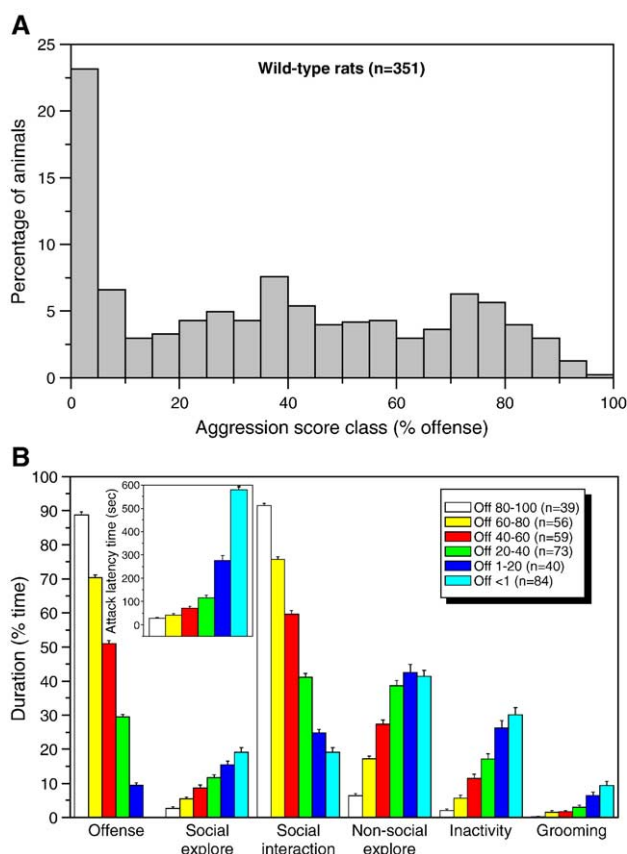 A
Wild-type rats (n=351)
Percentage of animals
25
20
15
10
5
0
0 20 40 60 80 100
Aggression score class (% offense)
B
Duration (% time)
100
90
80
70
60
50
40
30
20
10
0
Attack latency time (sec)
600
500
400
300
200
100
0
Off 80-100 (n=39)
Off 60-80 (n=56)
Off 40-60 (n=59)
Off 20-40 (n=73)
Off 1-20 (n=40)
Off <1 (n=84)
Offense Social Social Non-social Inactivity Grooming
explore interaction explore